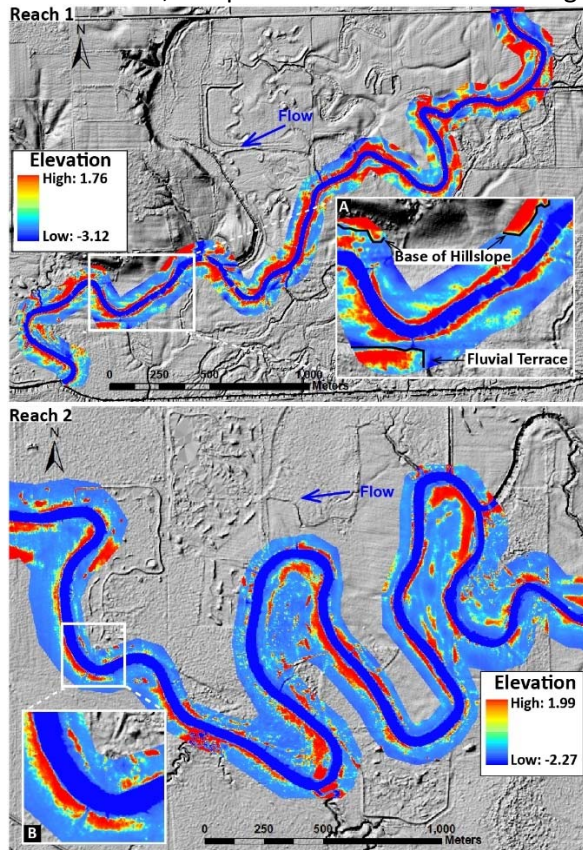 Reach 1
N
Flow
Elevation
High: 1.76
Low: -3.12
A
Base of Hillslope
Fluvial Terrace
0 500 1,000
Meters
Reach 2
N
Flow
Elevation
High: 1.99
Low: -2.27
B
0 250 500 1,000
Meters